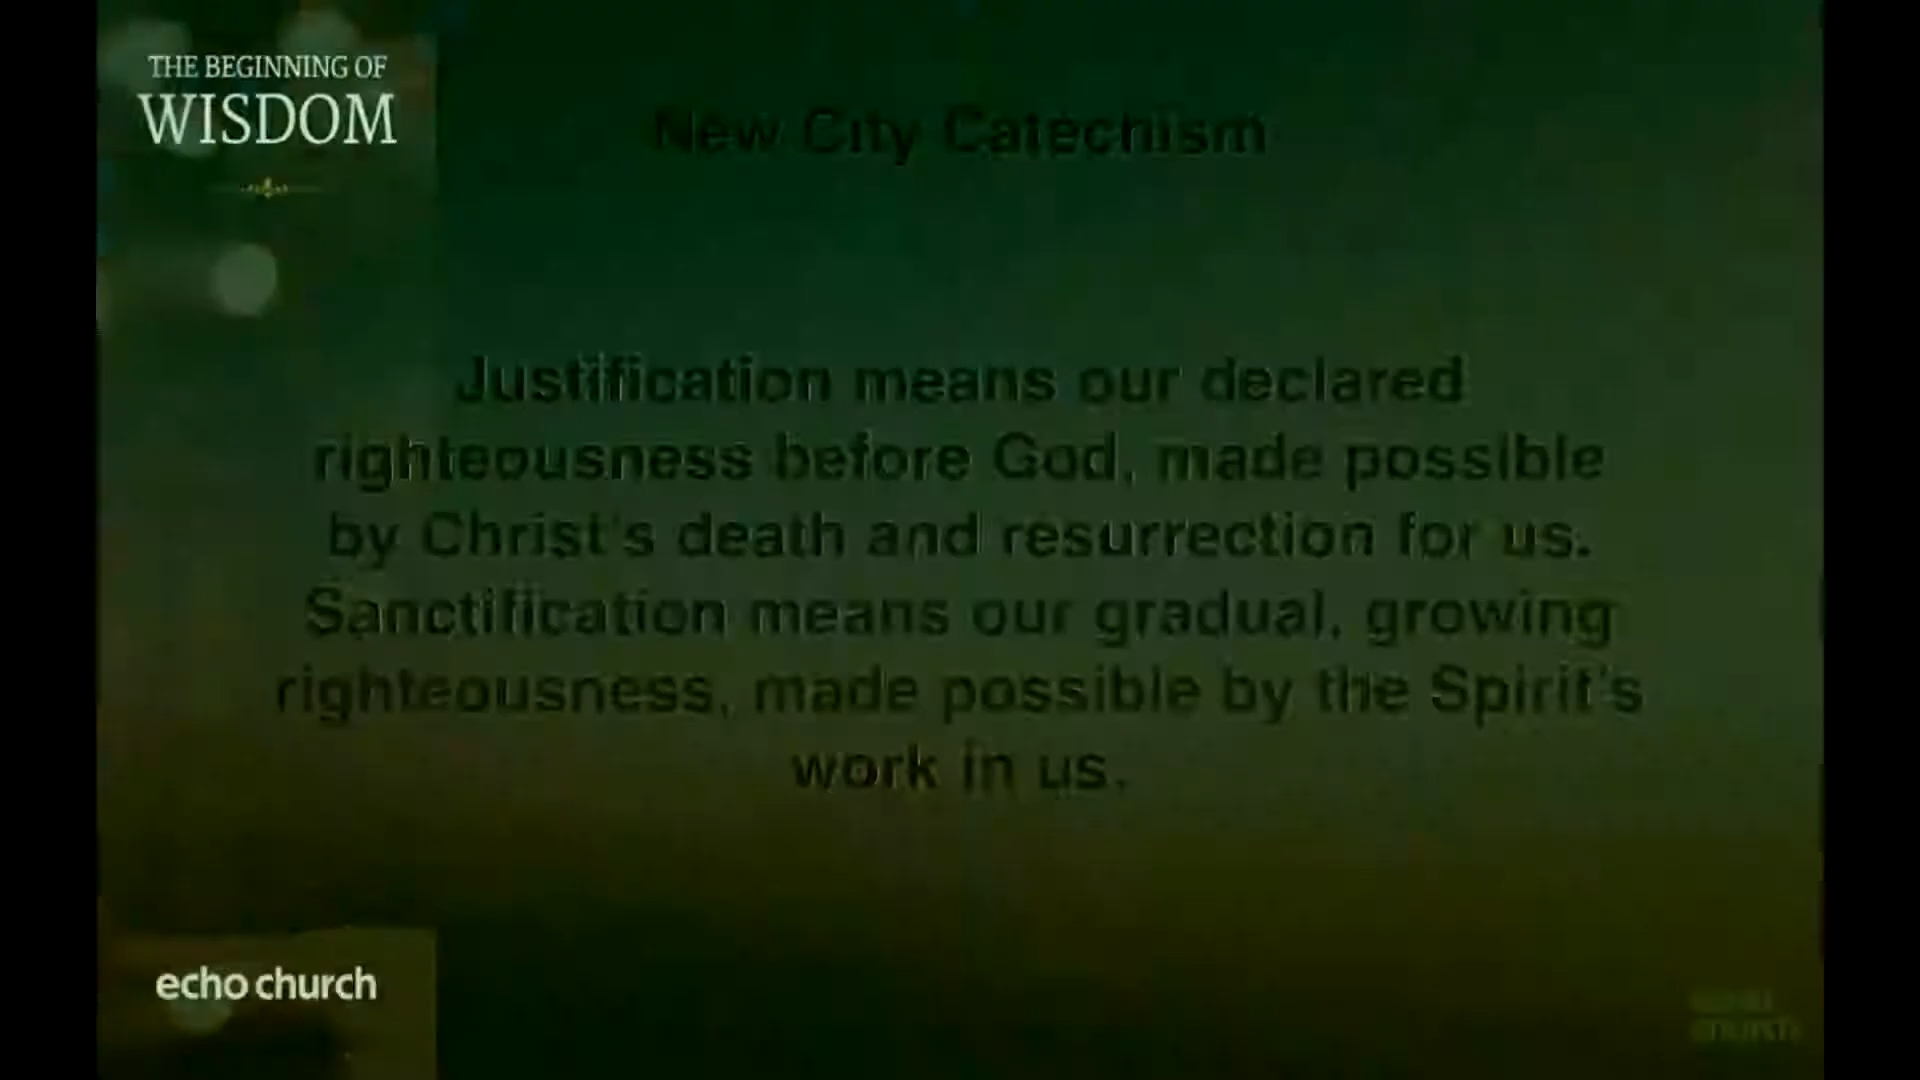 THE BEGINNING OF
WISDOM
New City Catechism
Justification means our declared
righteousness before God, made possible
by Christ's death and resurrection for us.
Sanctification means our gradual, growing
righteousness, made possible by the Spirit's
work in us.
echo church